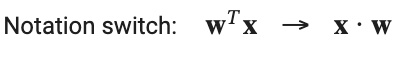 Notation switch: wᵀx → x · w